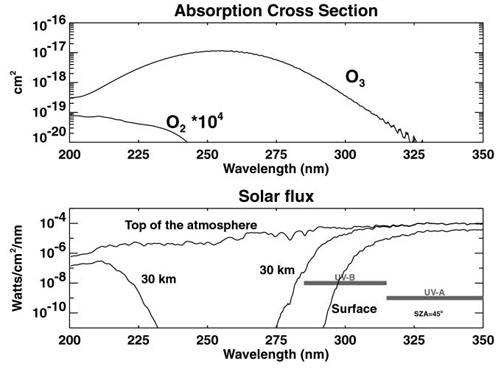 Absorption Cross Section
10-16
10-17
10-18
10-19
10-20
cm2
O3
O2 *104
200 225 250 275 300 325 350
Wavelength (nm)
Solar flux
10-4
10-6
10-8
10-10
Watts/cm2/nm
Top of the atmosphere
30 km
30 km
UV-B
UV-A
Surface
SZA=45°
200 225 250 275 300 325 350
Wavelength (nm)